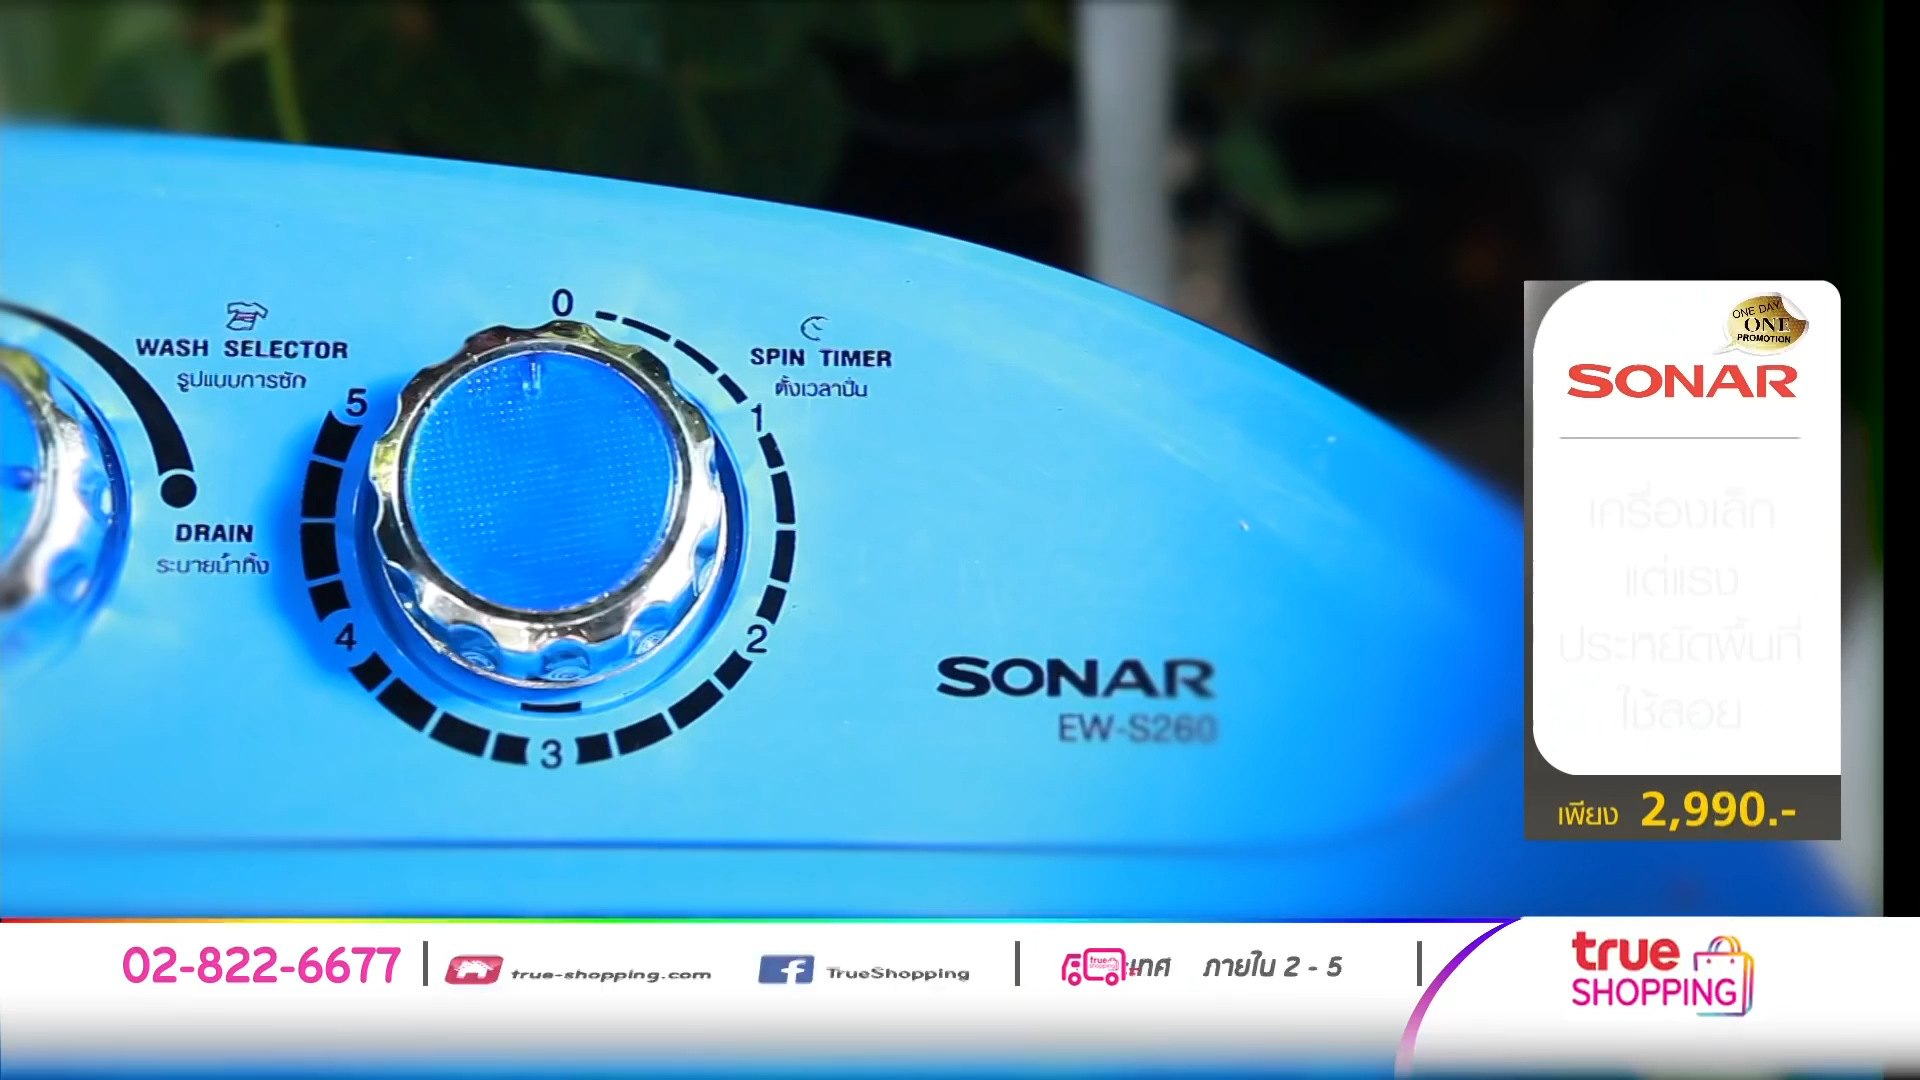 0
WASH SELECTOR
รูปแบบการซัก
SPIN TIMER
ตั้งเวลาปั่น
5
1
DRAIN
ระบายน้ำทิ้ง
4
2
3
SONAR
EW-S260
ONE DAY
ONE
PROMOTION
SONAR
เครื่องเล็ก
แต่แรง
ประหยัดพื้นที่
ใช้สอย
เพียง 2,990.-
02-822-6677
true-shopping.com
TrueShopping
ภายใน 2 - 5
true
SHOPPING